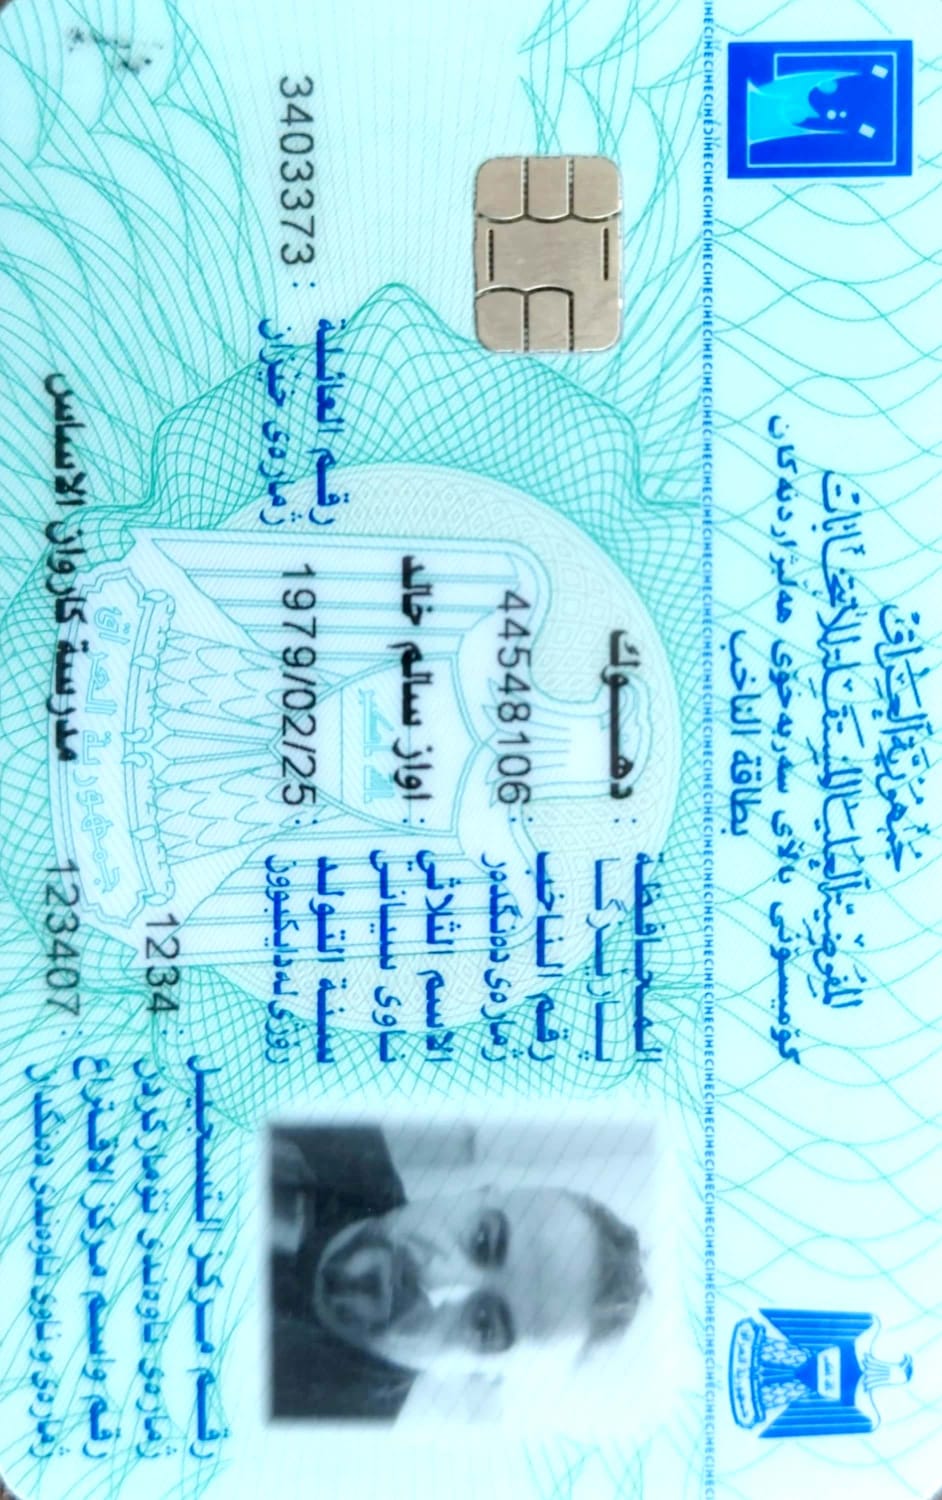 جمهورية العراق
المفوضية العليا المستقلة للانتخابات
كۆمیسۆنی باڵای سەربەخۆی هەڵبژاردنەکان
بطاقة الناخب
المحافظة : دهوك
پارێزگا
رقم الناخب : 44548106
ژمارەی دەنگدەر
الاسم الثلاثي : اواز سالم خالد
ناوی سیانی
سنة التولد : 1979/02/25 رقم العائلة : 3403373
رۆژی لەدایکبوون ژمارەی خێزان
رقم مركز التسجيل : 1234
ژمارەی ناوەندی تۆمارکردن
رقم واسم مركز الاقتراع : 123407 مدرسة كاروان الاساس
ژمارەی و ناوی ناوەندی دەنگدان
الله اكبر
جمهورية العراق